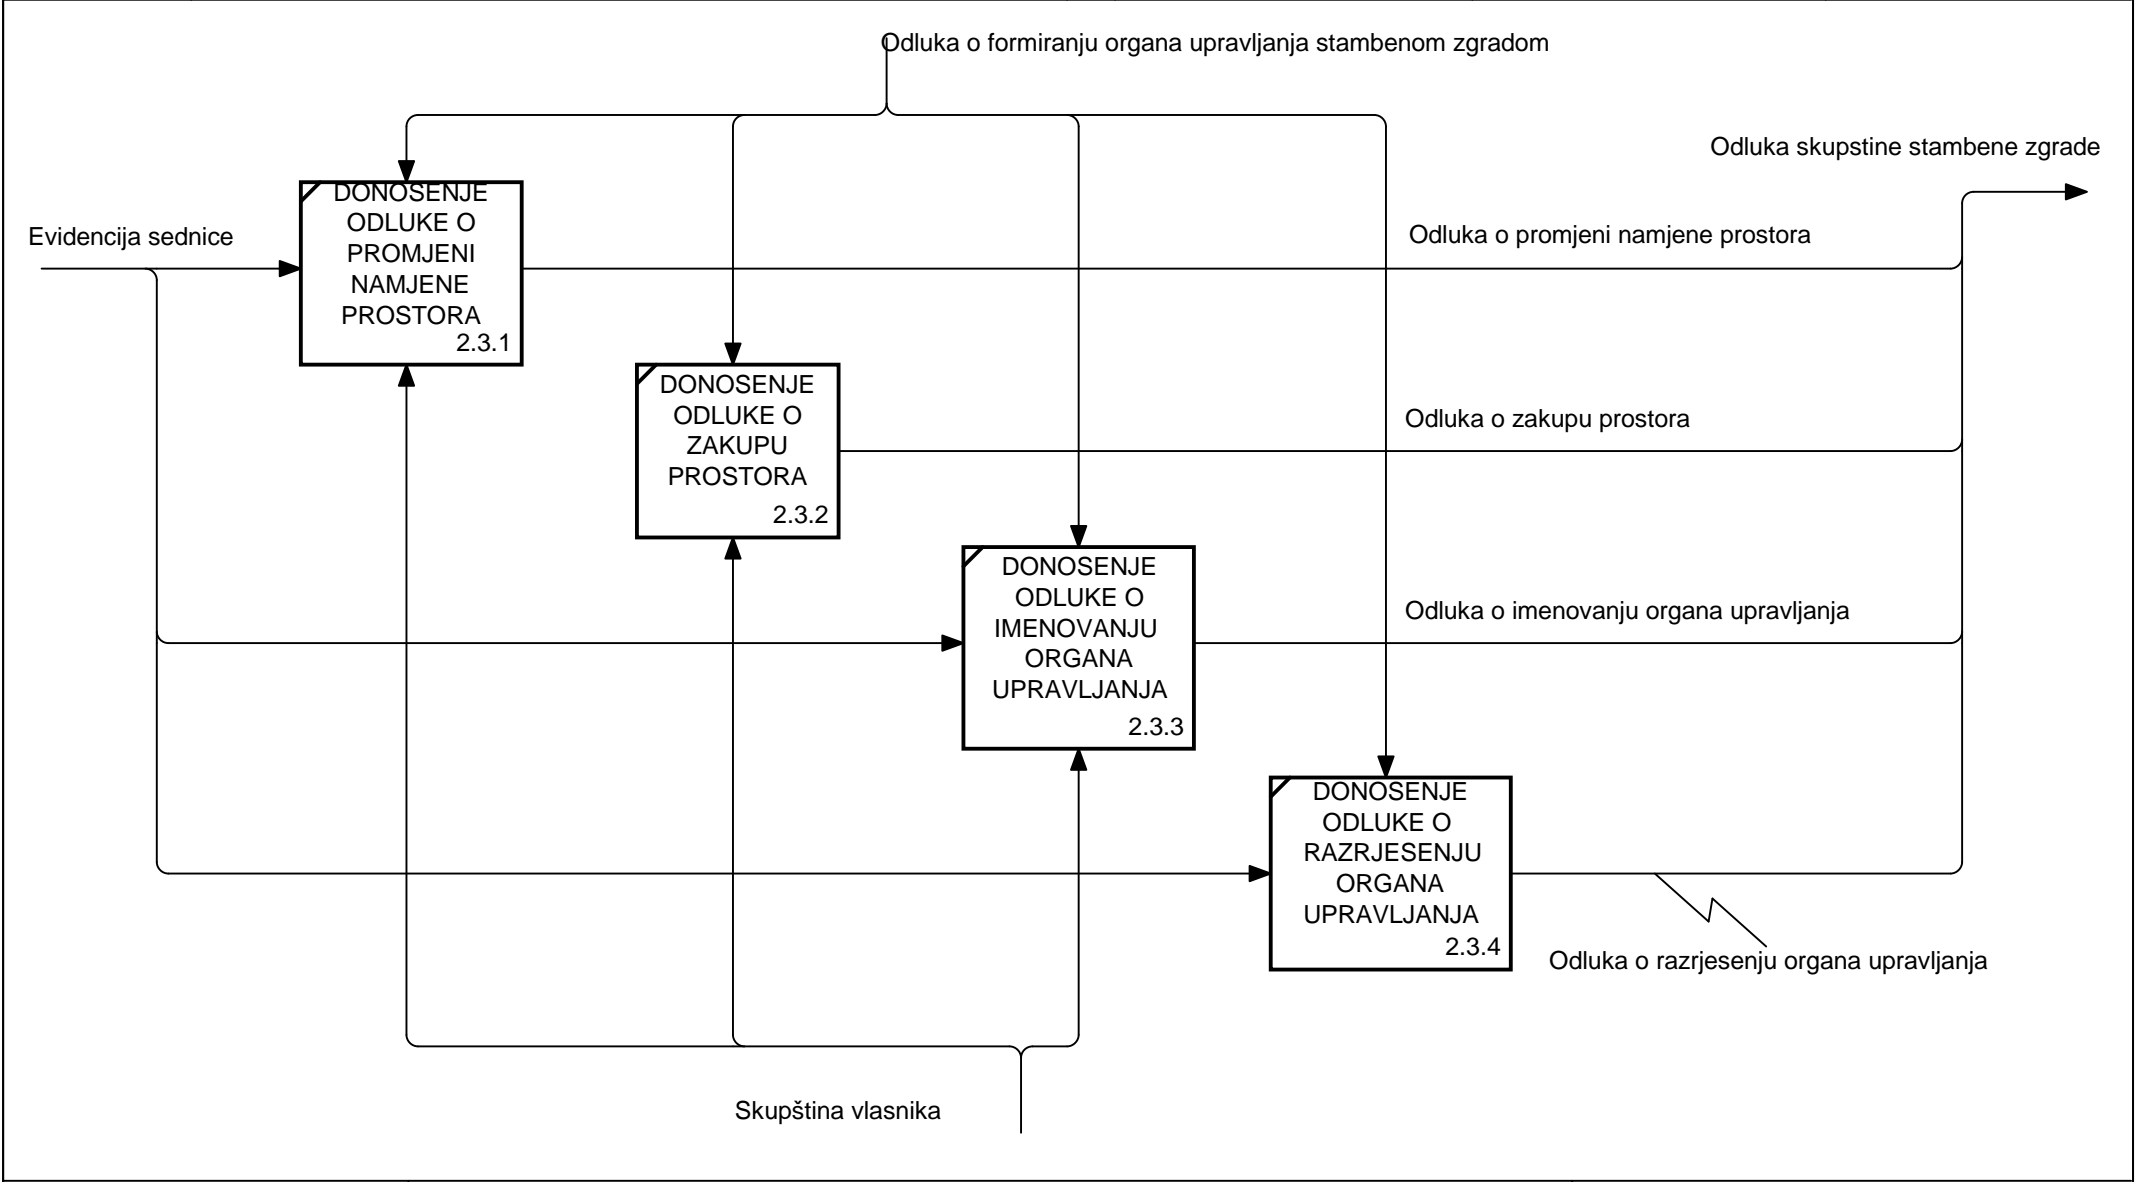 Odluka o formiranju organa upravljanja stambenom zgradom
Odluka skupstine stambene zgrade
Evidencija sednice
DONOSENJE
ODLUKE O
PROMJENI
NAMJENE
PROSTORA
2.3.1
Odluka o promjeni namjene prostora
DONOSENJE
ODLUKE O
ZAKUPU
PROSTORA
2.3.2
Odluka o zakupu prostora
DONOSENJE
ODLUKE O
IMENOVANJU
ORGANA
UPRAVLJANJA
2.3.3
Odluka o imenovanju organa upravljanja
DONOSENJE
ODLUKE O
RAZRJESENJU
ORGANA
UPRAVLJANJA
2.3.4
Odluka o razrjesenju organa upravljanja
Skupština vlasnika